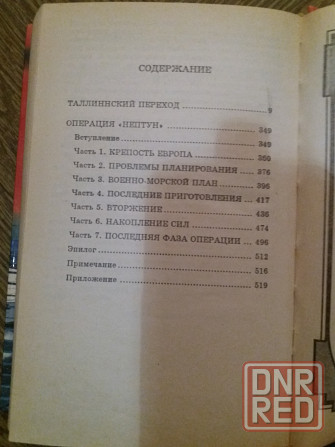 СОДЕРЖАНИЕ
ТАЛЛИННСКИЙ ПЕРЕХОД 9
ОПЕРАЦИЯ «НЕПТУН» 349
Вступление 349
Часть 1. КРЕПОСТЬ ЕВРОПА 360
Часть 2. ПРОБЛЕМЫ ПЛАНИРОВАНИЯ 376
Часть 3. ВОЕННО-МОРСКОЙ ПЛАН 396
Часть 4. ПОСЛЕДНИЕ ПРИГОТОВЛЕНИЯ 417
Часть 5. ВТОРЖЕНИЕ 436
Часть 6. НАКОПЛЕНИЕ СИЛ 474
Часть 7. ПОСЛЕДНЯЯ ФАЗА ОПЕРАЦИИ 496
Эпилог 512
Примечание 516
Приложение 519
DNR
RED